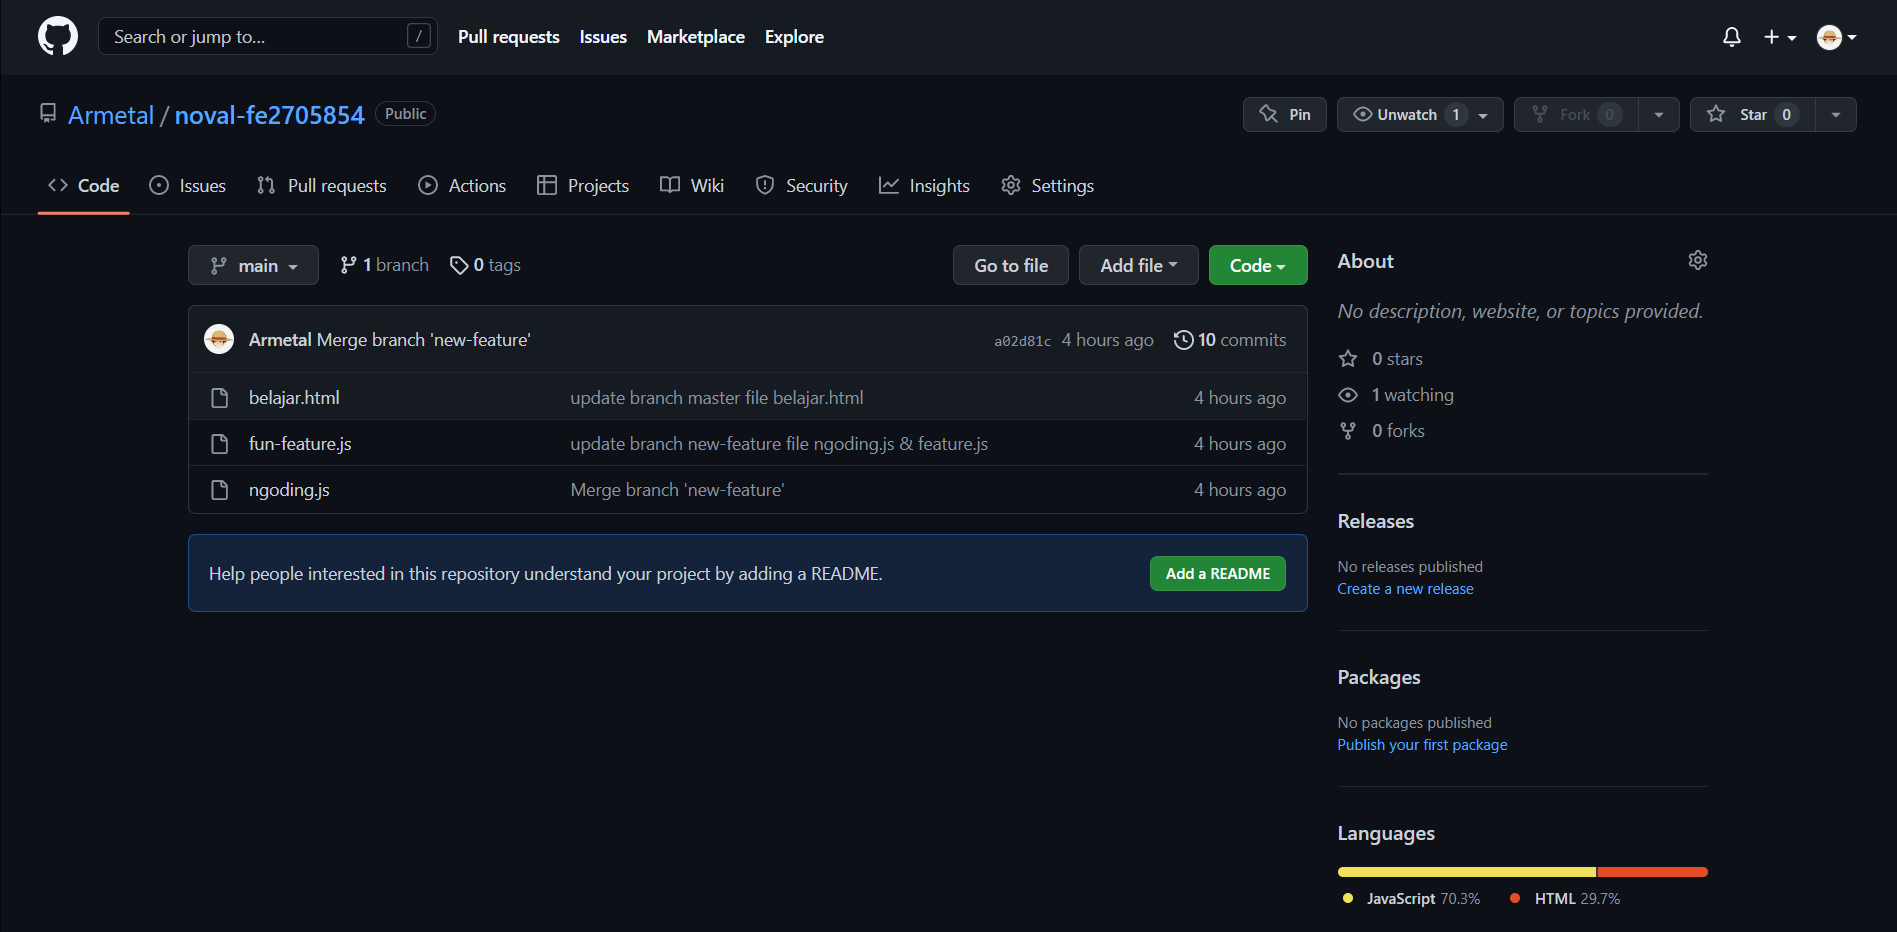 Search or jump to... / Pull requests Issues Marketplace Explore
Armetal / noval-fe2705854 Public Pin Unwatch 1 Fork 0 Star 0
Code Issues Pull requests Actions Projects Wiki Security Insights Settings
main 1 branch 0 tags Go to file Add file Code
Armetal Merge branch 'new-feature' a02d81c 4 hours ago 10 commits
belajar.html update branch master file belajar.html 4 hours ago
fun-feature.js update branch new-feature file ngoding.js & feature.js 4 hours ago
ngoding.js Merge branch 'new-feature' 4 hours ago
Help people interested in this repository understand your project by adding a README. Add a README
About
No description, website, or topics provided.
0 stars
1 watching
0 forks
Releases
No releases published
Create a new release
Packages
No packages published
Publish your first package
Languages
JavaScript 70.3% HTML 29.7%